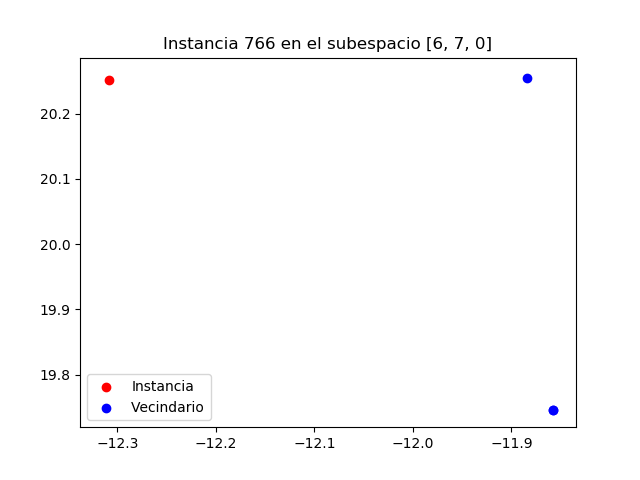 Instancia 766 en el subespacio [6, 7, 0]
20.2
20.1
20.0
19.9
19.8
Instancia
Vecindario
−12.3 −12.2 −12.1 −12.0 −11.9